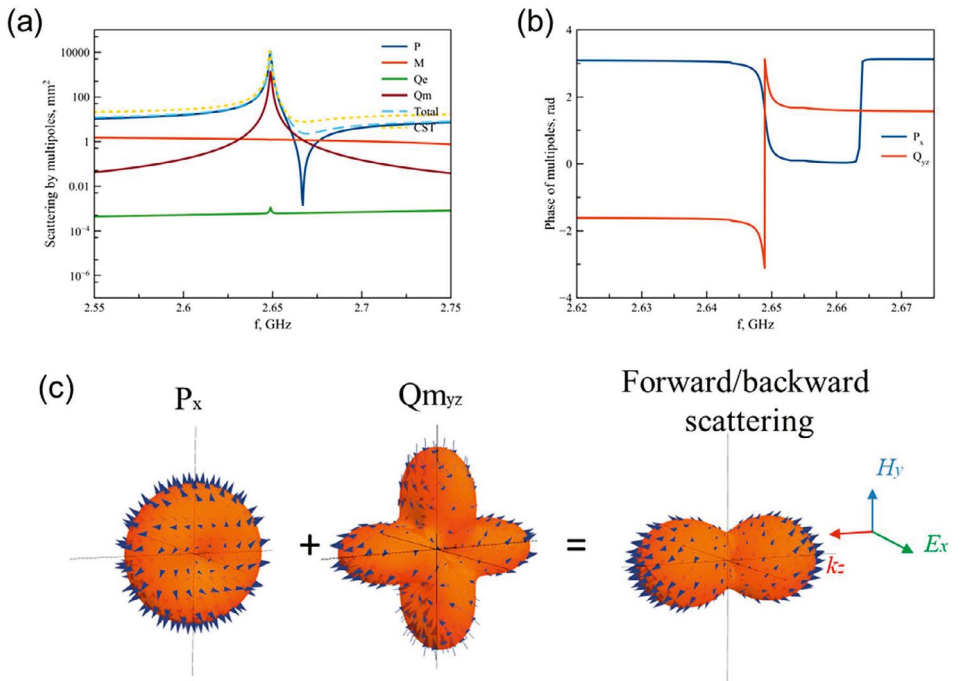 (a)
Scattering by multipoles, mm²
10000
100
1
0.01
10⁻⁴
10⁻⁶
2.55
2.6
2.65
2.7
2.75
f, GHz
P
M
Qe
Qm
Total
CST
(b)
Phase of multipoles, rad
4
2
0
−2
−4
2.62
2.63
2.64
2.65
2.66
2.67
f, GHz
Pₓ
Q_yz
(c)
Pₓ
Qm_yz
Forward/backward
scattering
+
=
Hy
Ex
kz